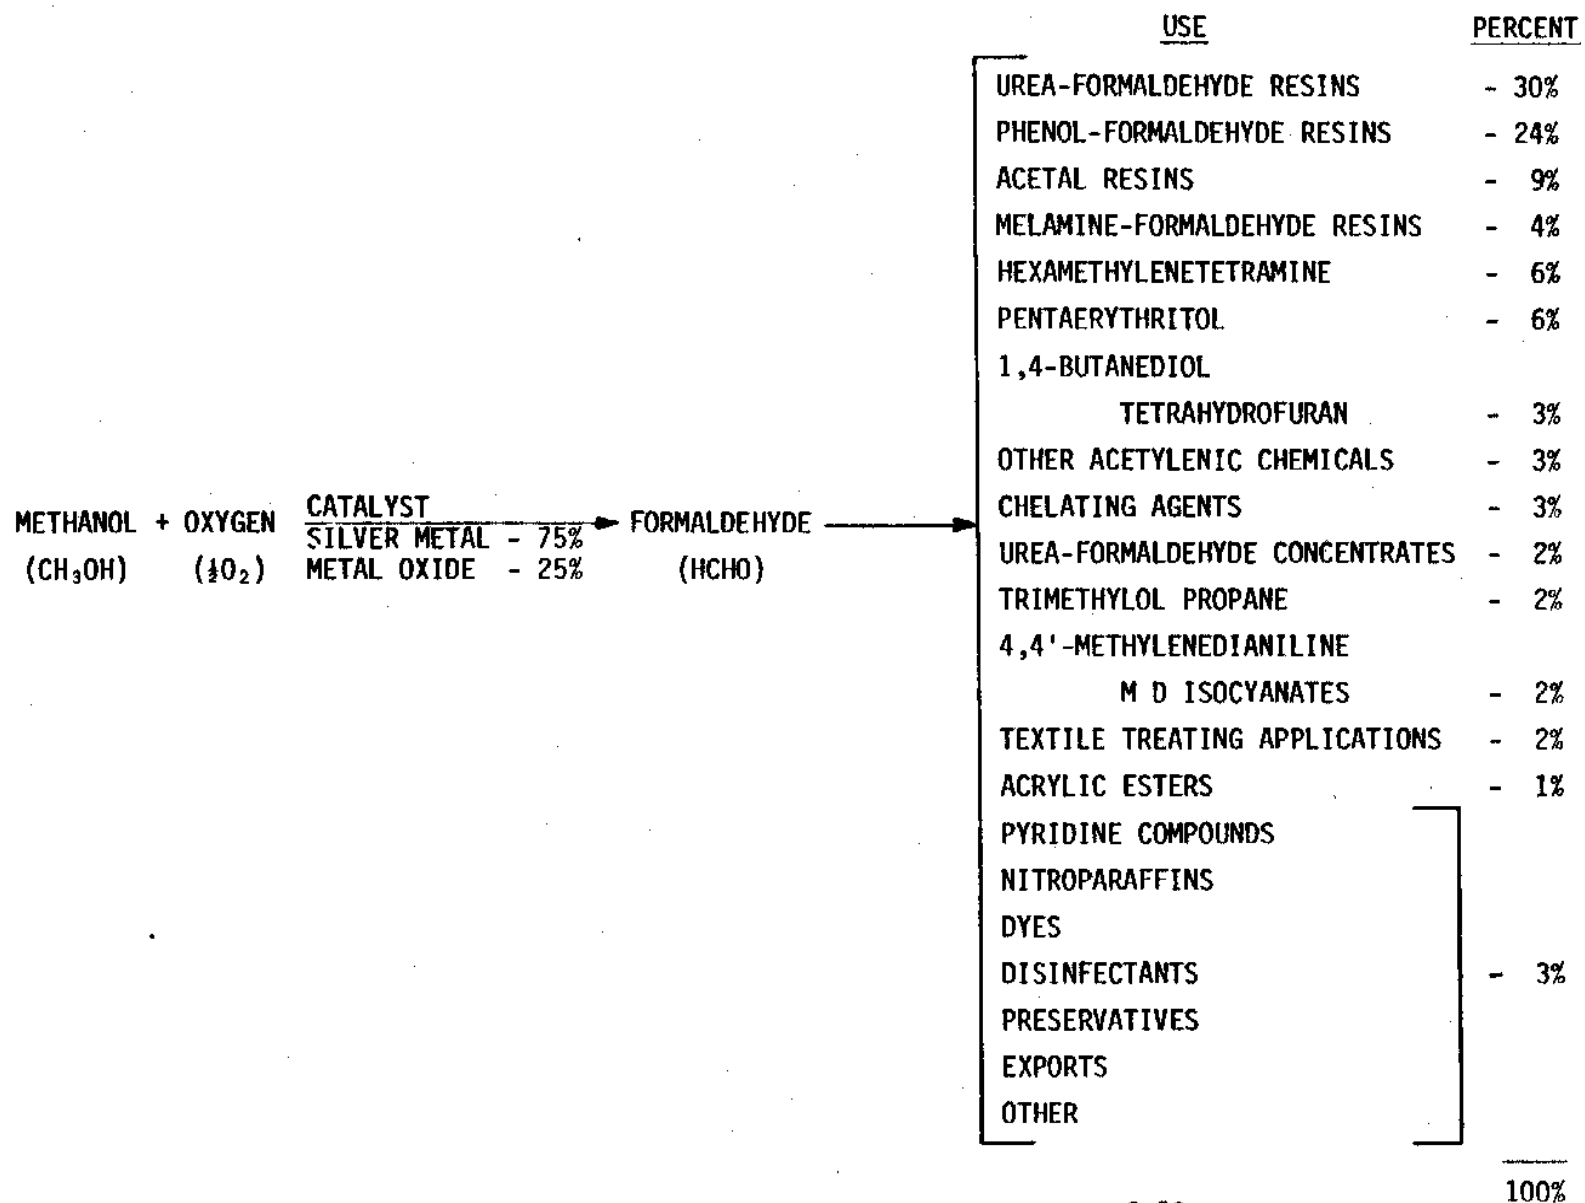 USE PERCENT
UREA-FORMALDEHYDE RESINS - 30%
PHENOL-FORMALDEHYDE RESINS - 24%
ACETAL RESINS - 9%
MELAMINE-FORMALDEHYDE RESINS - 4%
HEXAMETHYLENETETRAMINE - 6%
PENTAERYTHRITOL - 6%
1,4-BUTANEDIOL
TETRAHYDROFURAN - 3%
OTHER ACETYLENIC CHEMICALS - 3%
CHELATING AGENTS - 3%
METHANOL + OXYGEN CATALYST FORMALDEHYDE
SILVER METAL - 75%
(CH₃OH) (½O₂) METAL OXIDE - 25% (HCHO)
UREA-FORMALDEHYDE CONCENTRATES - 2%
TRIMETHYLOL PROPANE - 2%
4,4'-METHYLENEDIANILINE
M D ISOCYANATES - 2%
TEXTILE TREATING APPLICATIONS - 2%
ACRYLIC ESTERS - 1%
PYRIDINE COMPOUNDS
NITROPARAFFINS
DYES
DISINFECTANTS - 3%
PRESERVATIVES
EXPORTS
OTHER
100%